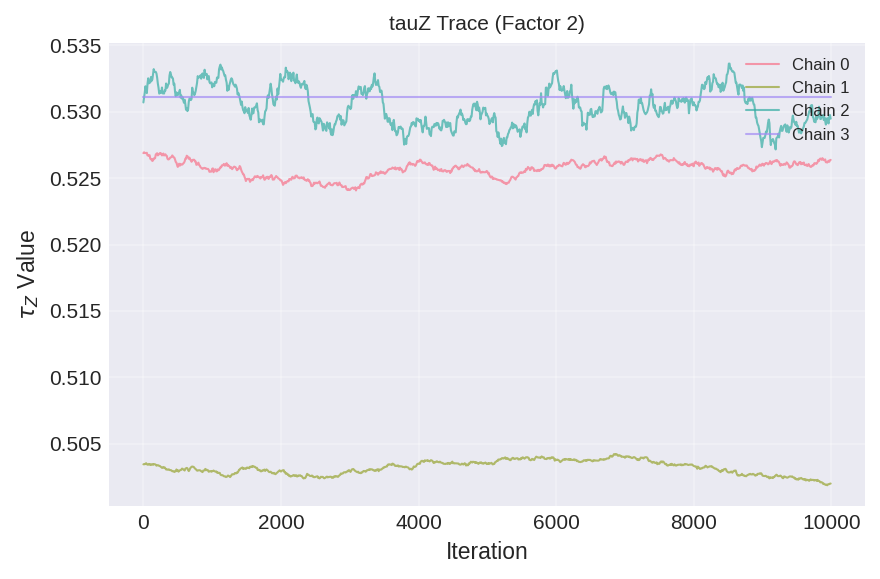 tauZ Trace (Factor 2)
τZ Value
0.535
0.530
0.525
0.520
0.515
0.510
0.505
Chain 0
Chain 1
Chain 2
Chain 3
0 2000 4000 6000 8000 10000
Iteration